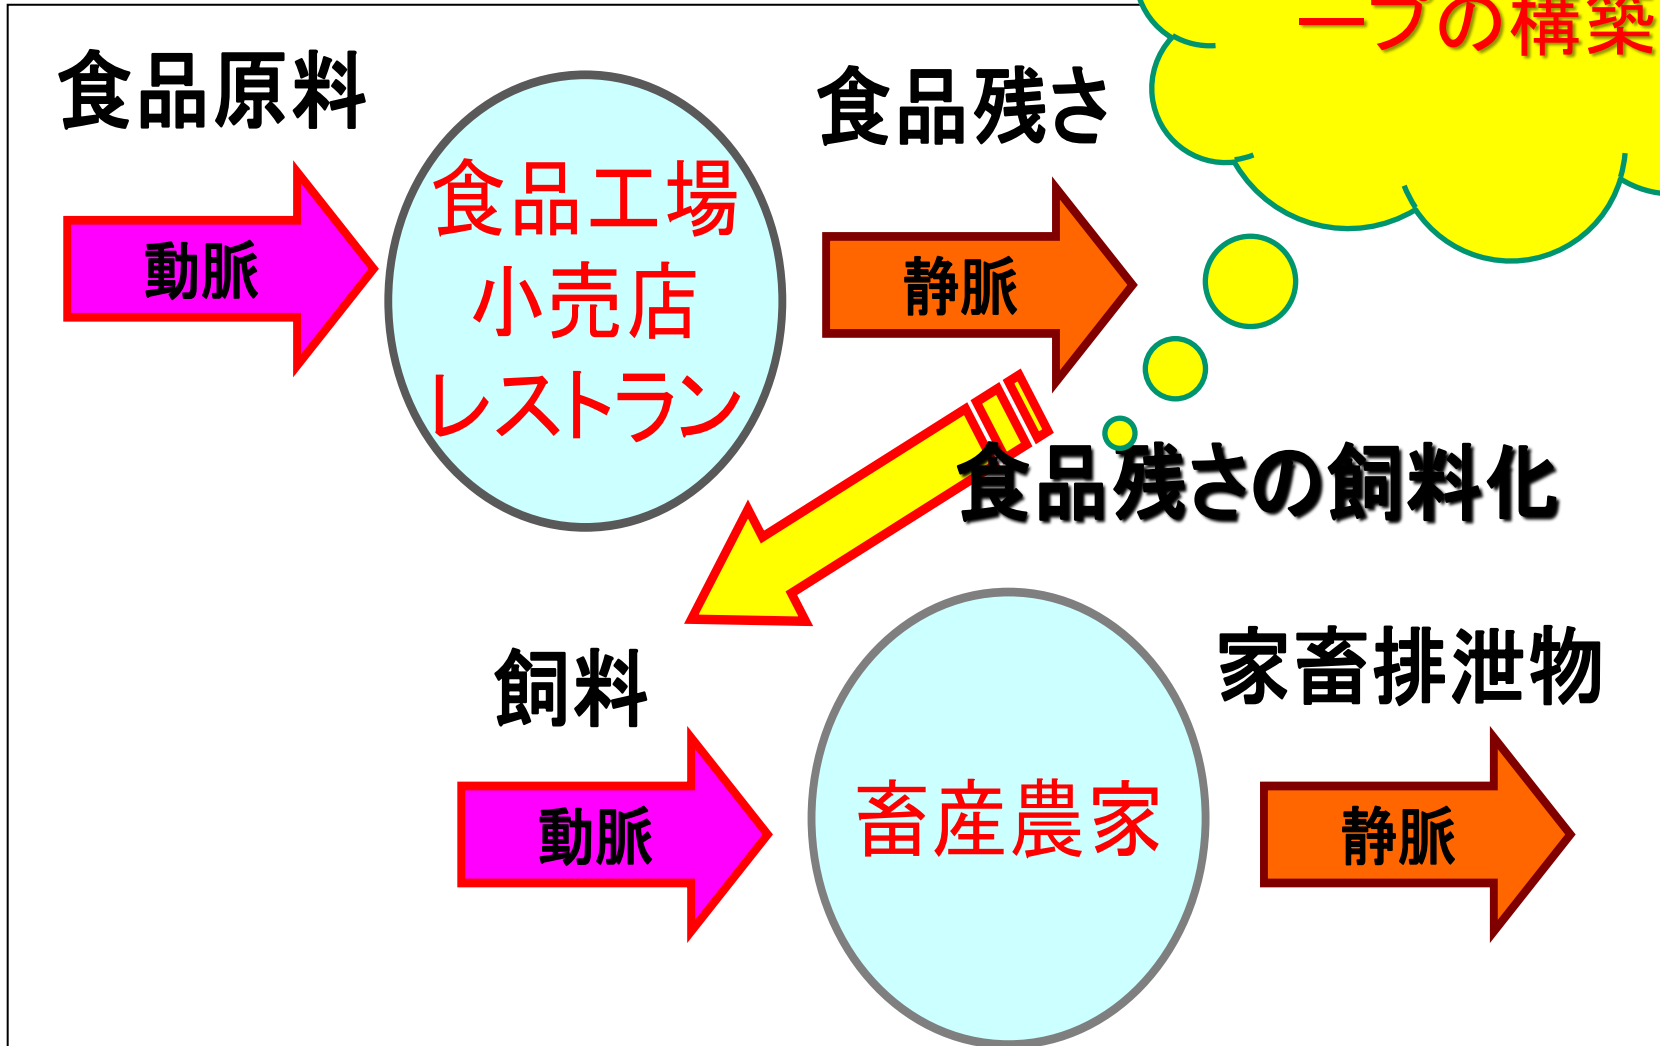 ープの構築
食品原料
食品残さ
動脈
食品工場
小売店
レストラン
静脈
食品残さの飼料化
飼料
家畜排泄物
動脈
畜産農家
静脈